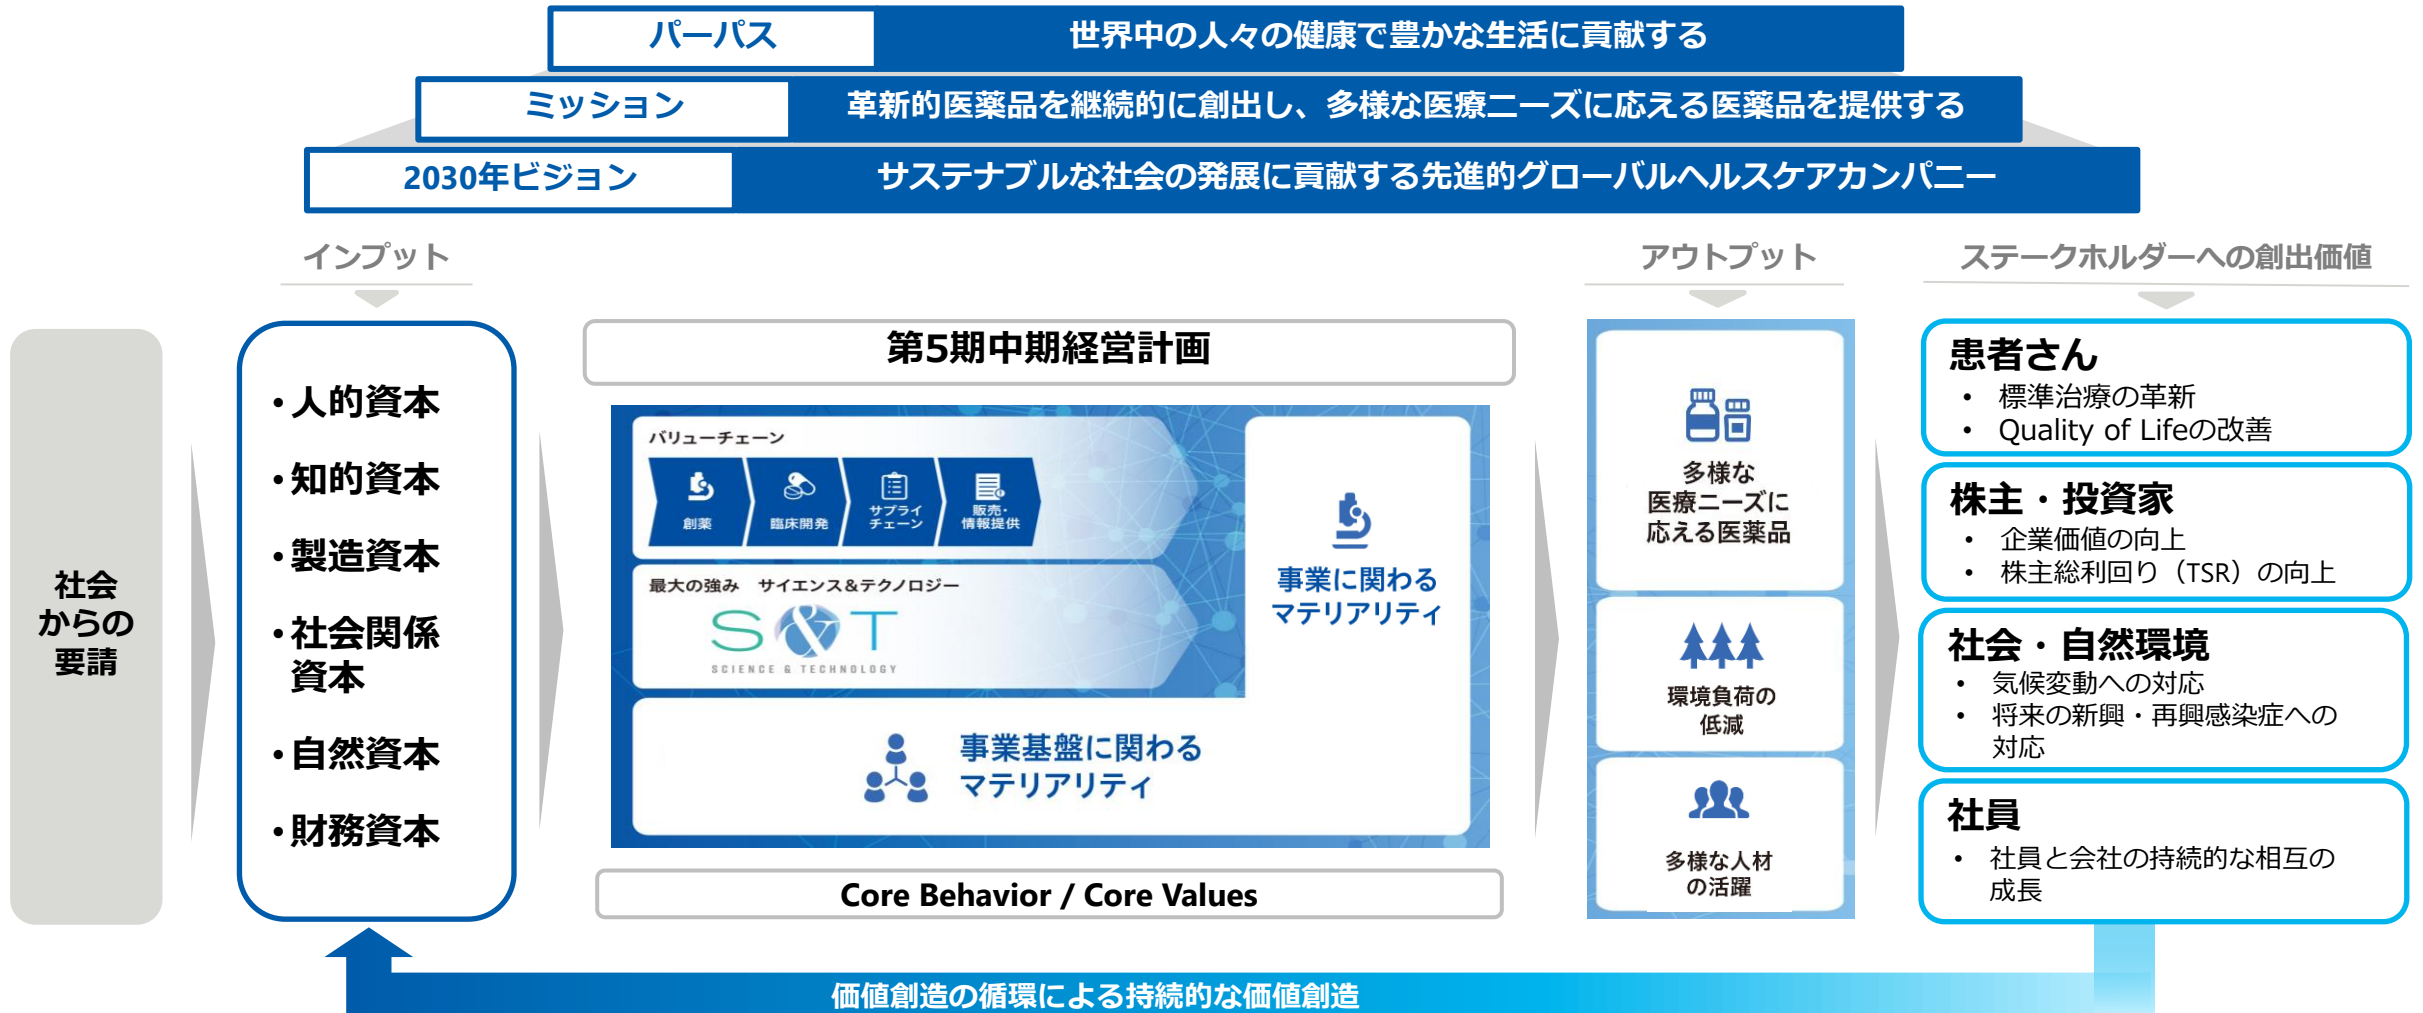 パーパス
世界中の人々の健康で豊かな生活に貢献する
ミッション
革新的医薬品を継続的に創出し、多様な医療ニーズに応える医薬品を提供する
2030年ビジョン
サステナブルな社会の発展に貢献する先進的グローバルヘルスケアカンパニー
インプット
アウトプット
ステークホルダーへの創出価値
社会
からの
要請
・人的資本
・知的資本
・製造資本
・社会関係
資本
・自然資本
・財務資本
第5期中期経営計画
バリューチェーン
創薬
臨床開発
サプライ
チェーン
販売・
情報提供
最大の強み　サイエンス&テクノロジー
S&T
SCIENCE & TECHNOLOGY
事業に関わる
マテリアリティ
事業基盤に関わる
マテリアリティ
Core Behavior / Core Values
多様な
医療ニーズに
応える医薬品
環境負荷の
低減
多様な人材
の活躍
患者さん
• 標準治療の革新
• Quality of Lifeの改善
株主・投資家
• 企業価値の向上
• 株主総利回り（TSR）の向上
社会・自然環境
• 気候変動への対応
• 将来の新興・再興感染症への
対応
社員
• 社員と会社の持続的な相互の
成長
価値創造の循環による持続的な価値創造